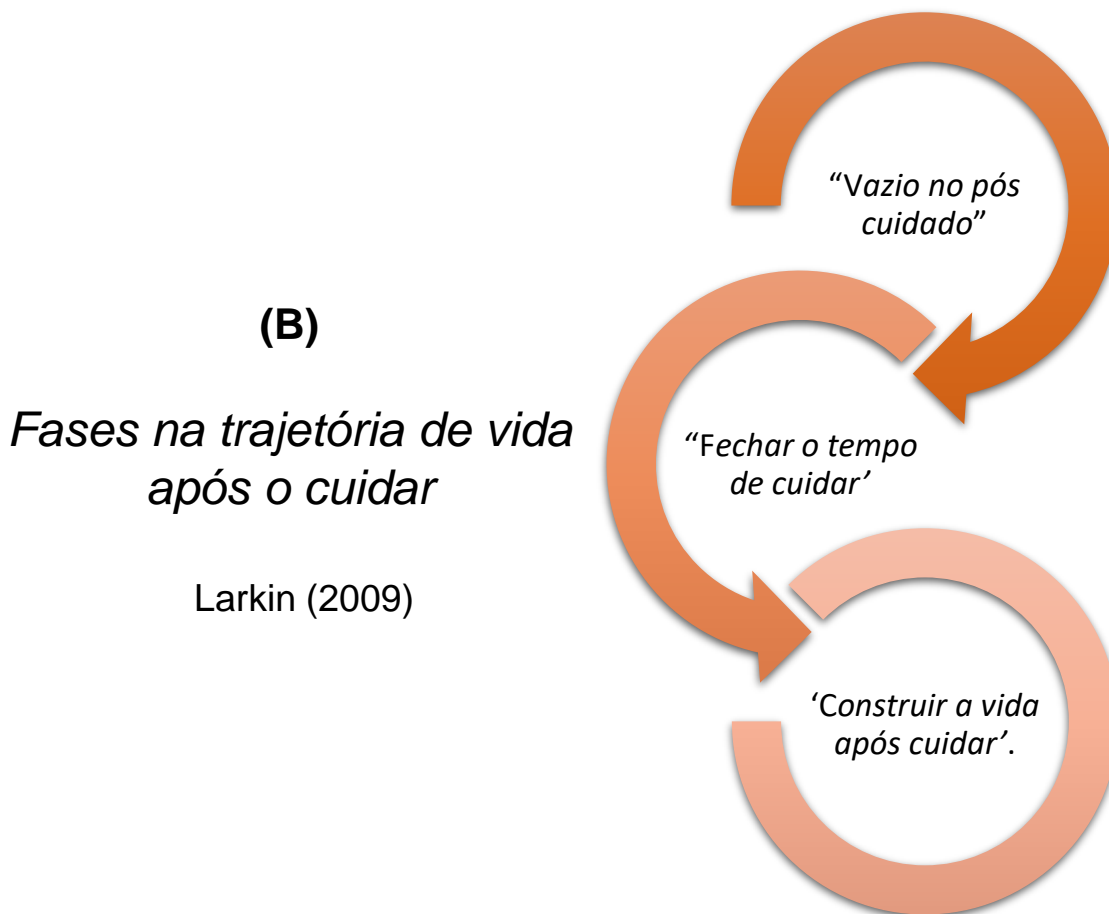 (B)
Fases na trajetória de vida
após o cuidar
Larkin (2009)
“Vazio no pós
cuidado”
“Fechar o tempo
de cuidar’
‘Construir a vida
após cuidar’.